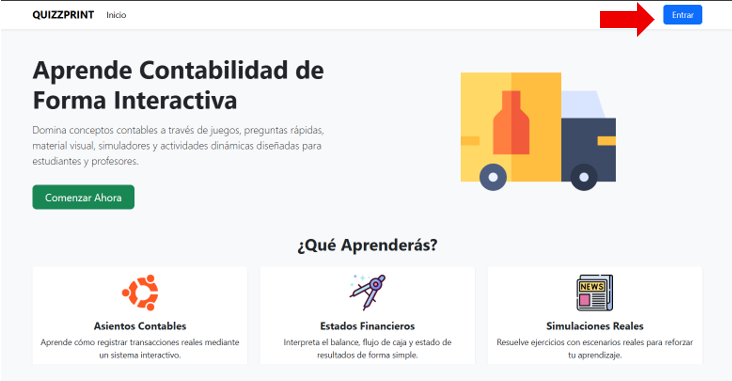 QUIZZPRINT Inicio Entrar
Aprende Contabilidad de
Forma Interactiva
Domina conceptos contables a través de juegos, preguntas rápidas,
material visual, simuladores y actividades dinámicas diseñadas para
estudiantes y profesores.
Comenzar Ahora
¿Qué Aprenderás?
Asientos Contables
Aprende cómo registrar transacciones reales mediante
un sistema interactivo.
Estados Financieros
Interpreta el balance, flujo de caja y estado de
resultados de forma simple.
NEWS
Simulaciones Reales
Resuelve ejercicios con escenarios reales para reforzar
tu aprendizaje.